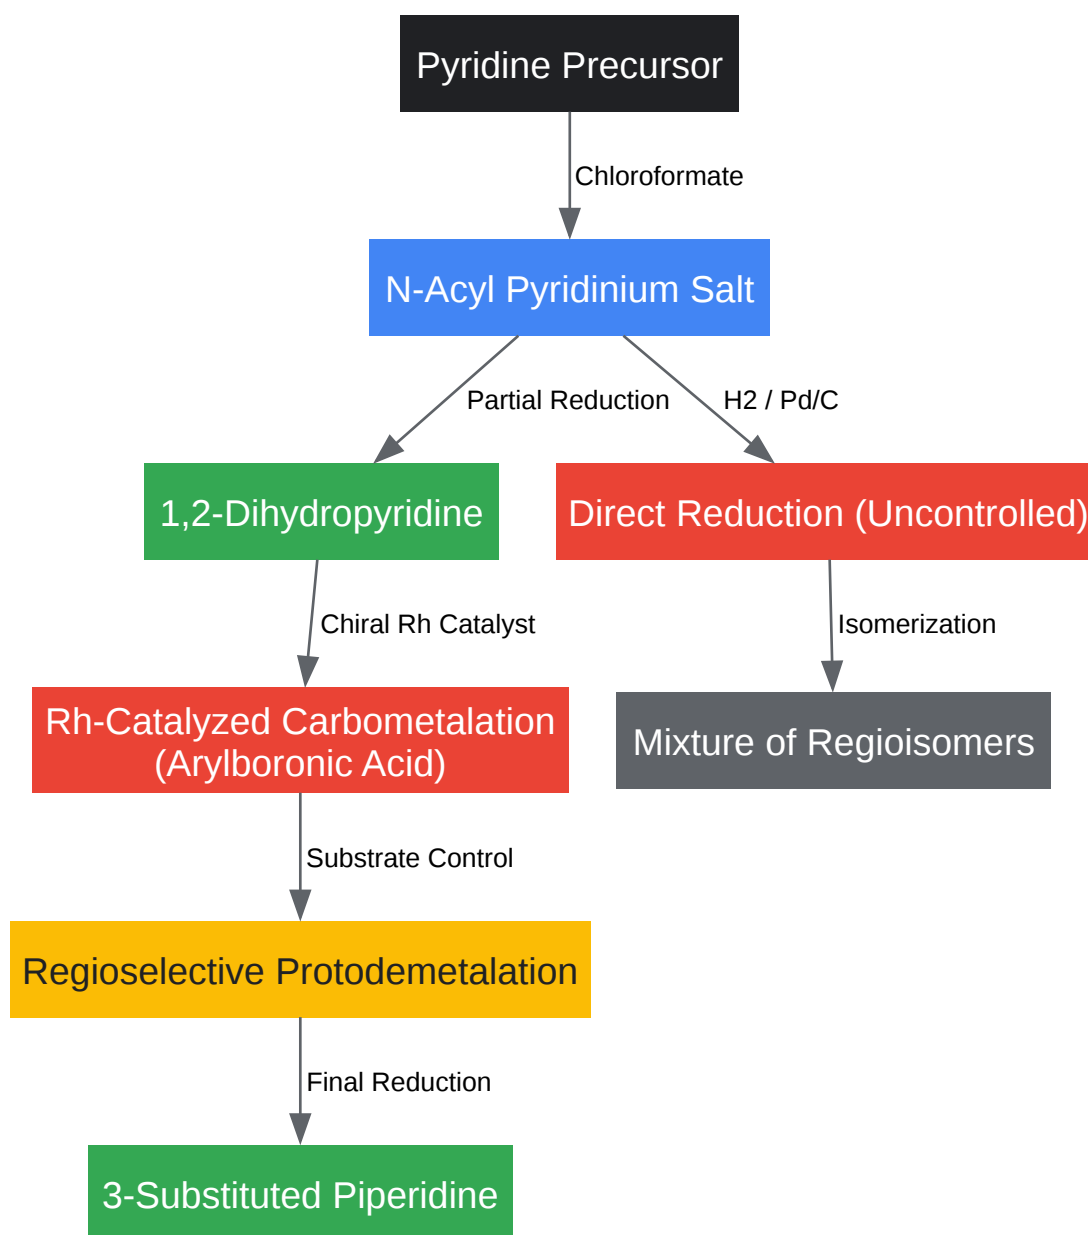 Pyridine Precursor
Chloroformate
N-Acyl Pyridinium Salt
Partial Reduction
H2 / Pd/C
1,2-Dihydropyridine
Direct Reduction (Uncontrolled)
Chiral Rh Catalyst
Isomerization
Rh-Catalyzed Carbometalation
(Arylboronic Acid)
Mixture of Regioisomers
Substrate Control
Regioselective Protodemetalation
Final Reduction
3-Substituted Piperidine